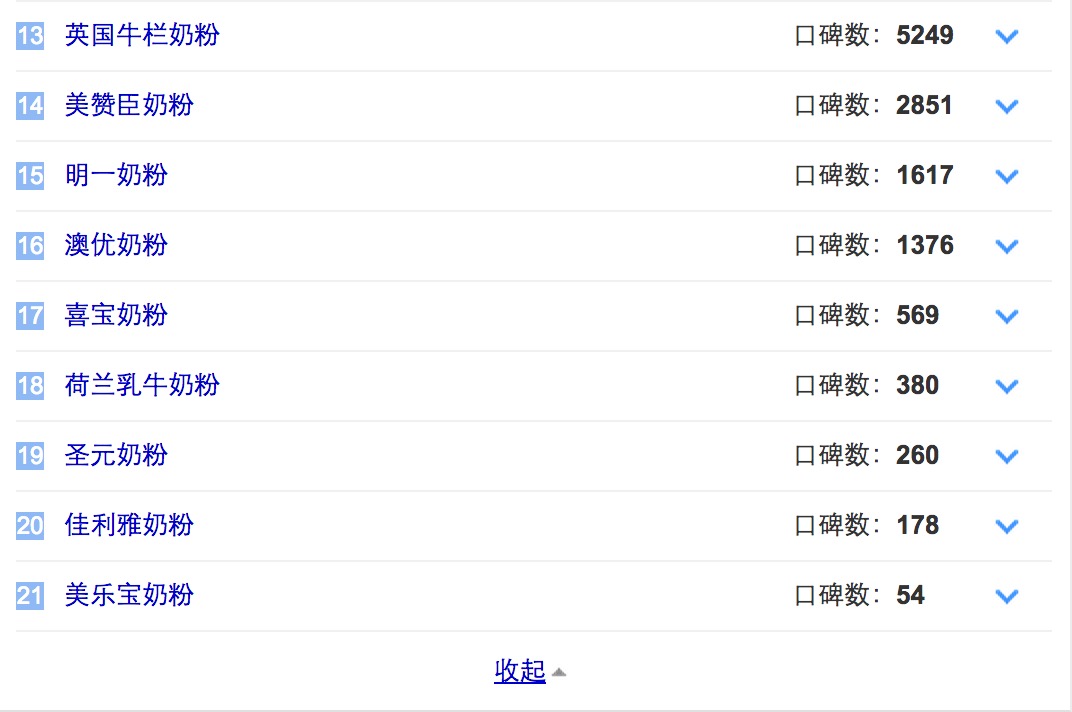 13 英国牛栏奶粉 口碑数：5249
14 美赞臣奶粉 口碑数：2851
15 明一奶粉 口碑数：1617
16 澳优奶粉 口碑数：1376
17 喜宝奶粉 口碑数：569
18 荷兰乳牛奶粉 口碑数：380
19 圣元奶粉 口碑数：260
20 佳利雅奶粉 口碑数：178
21 美乐宝奶粉 口碑数：54
收起